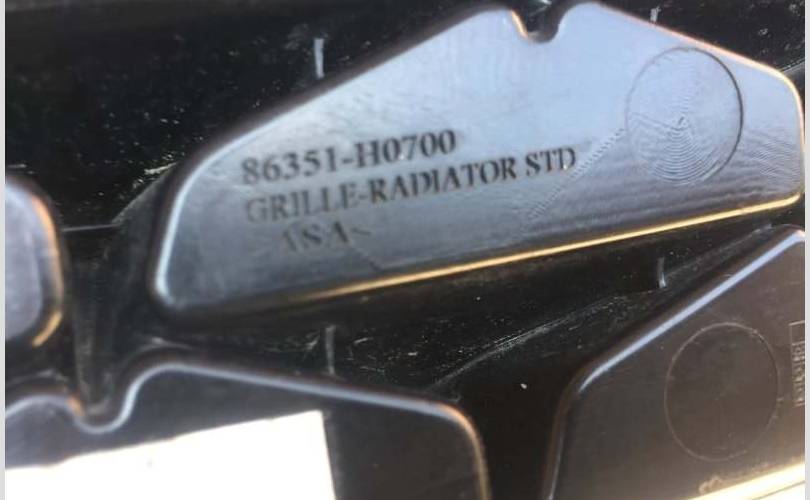 86351-H0700
GRILLE-RADIATOR STD
>ASA<